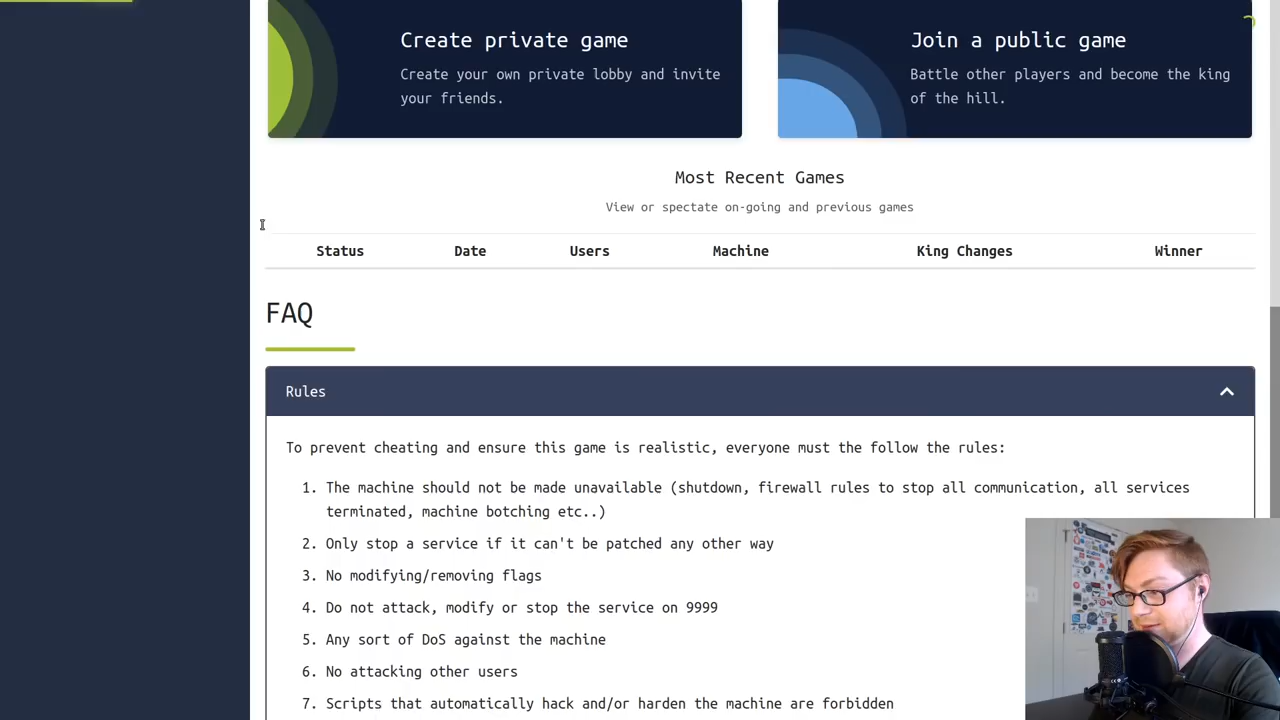 Create private game
Create your own private lobby and invite
your friends.
Join a public game
Battle other players and become the king
of the hill.
Most Recent Games
View or spectate on-going and previous games
Status Date Users Machine King Changes Winner
FAQ
Rules
To prevent cheating and ensure this game is realistic, everyone must the follow the rules:
1. The machine should not be made unavailable (shutdown, firewall rules to stop all communication, all services
terminated, machine botching etc..)
2. Only stop a service if it can't be patched any other way
3. No modifying/removing flags
4. Do not attack, modify or stop the service on 9999
5. Any sort of DoS against the machine
6. No attacking other users
7. Scripts that automatically hack and/or harden the machine are forbidden